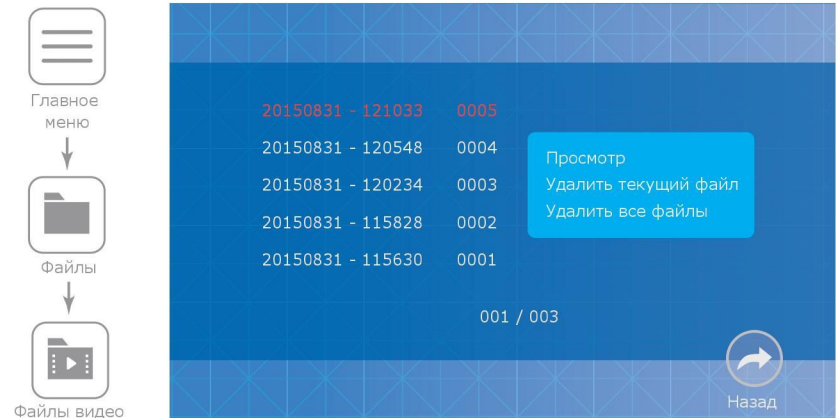 Главное
меню
Файлы
Файлы видео
20150831 - 121033 0005
20150831 - 120548 0004
20150831 - 120234 0003
20150831 - 115828 0002
20150831 - 115630 0001
Просмотр
Удалить текущий файл
Удалить все файлы
001 / 003
Назад